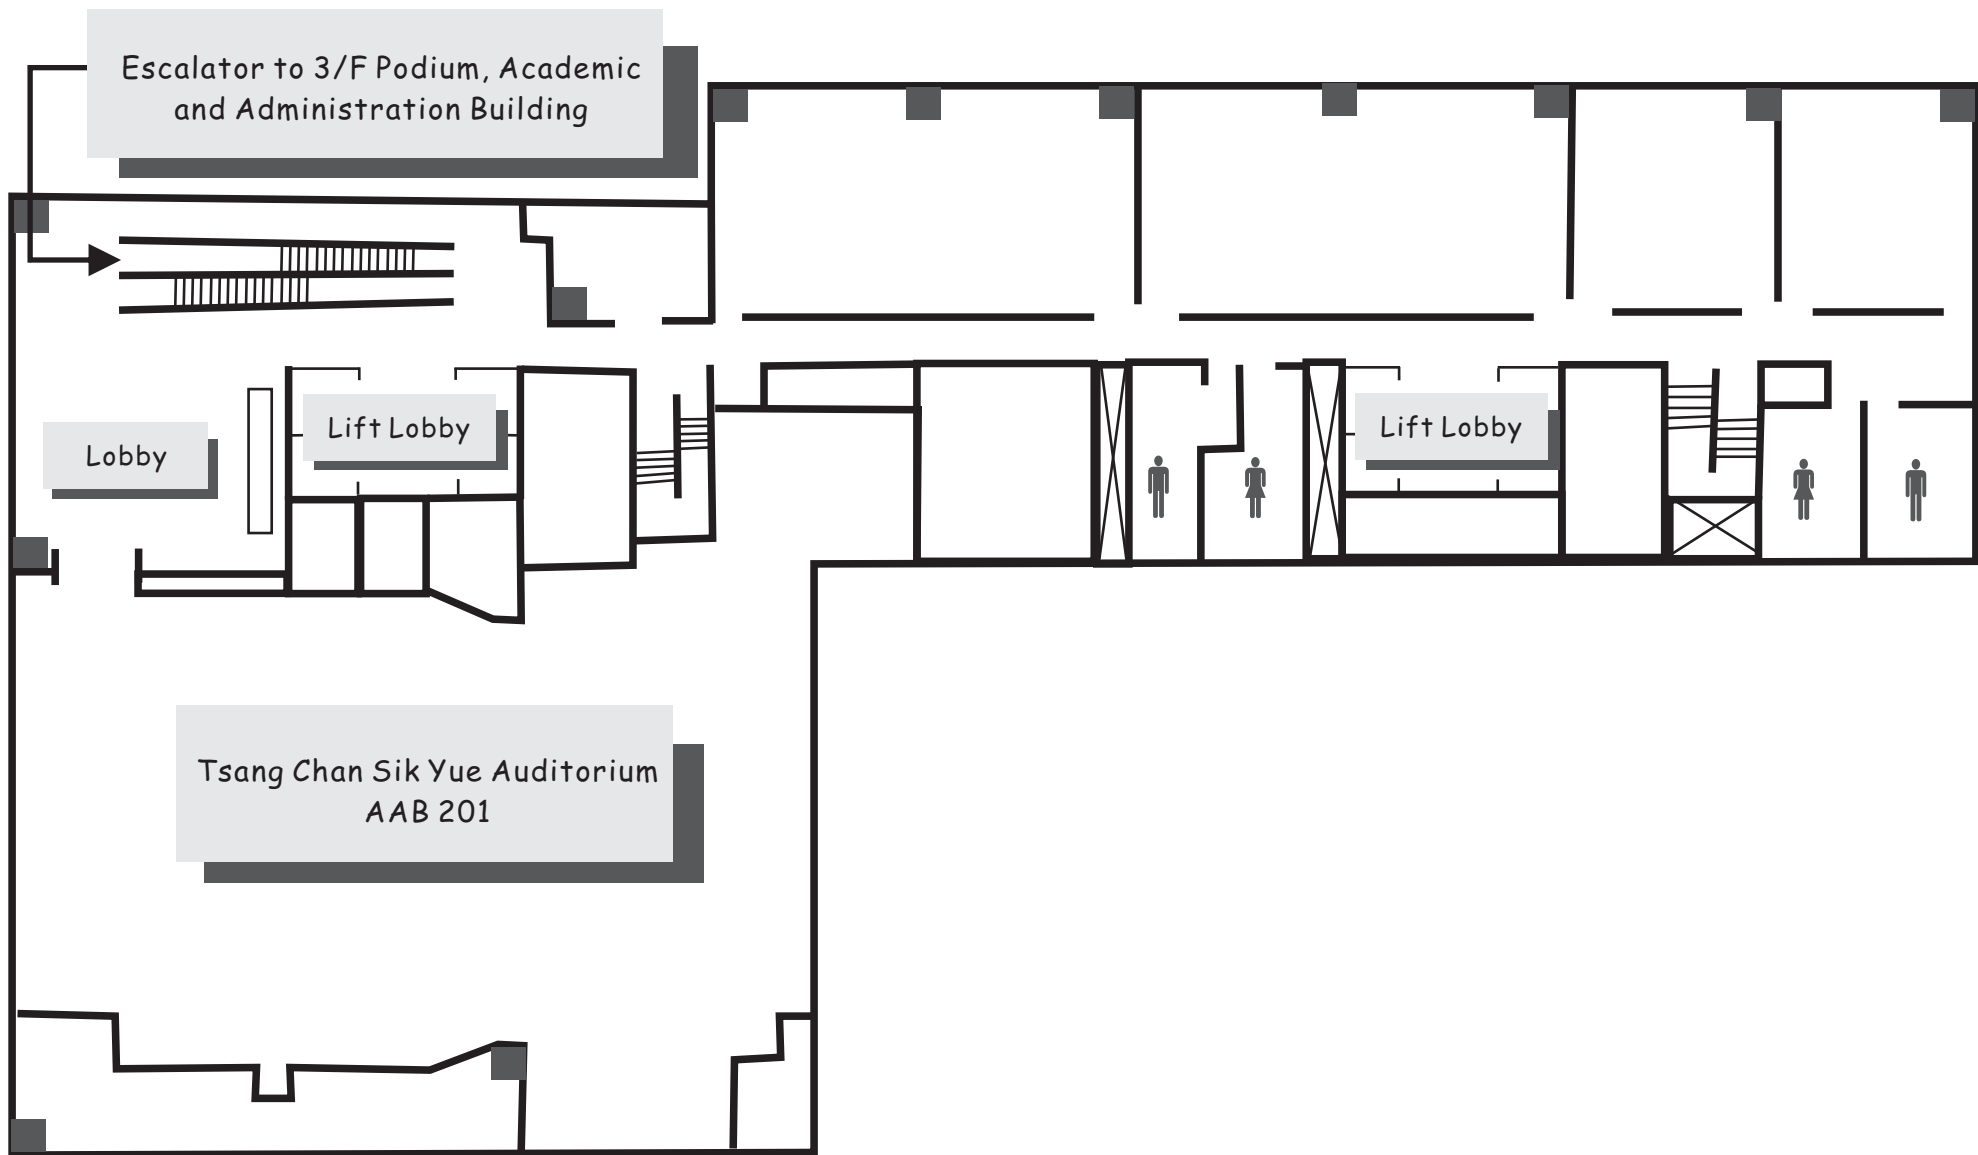 Escalator to 3/F Podium, Academic
and Administration Building
Lobby
Lift Lobby
Lift Lobby
Tsang Chan Sik Yue Auditorium
AAB 201